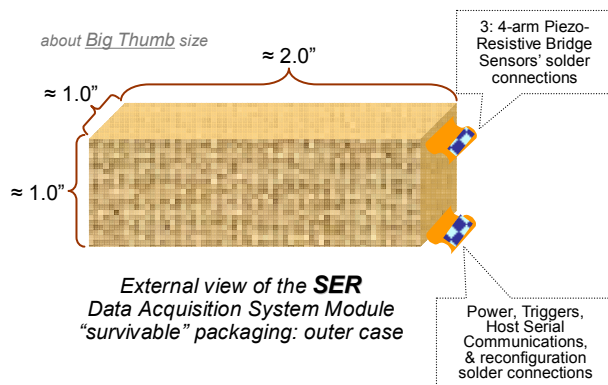 about Big Thumb size
≈ 2.0”
≈ 1.0”
≈ 1.0”
3: 4-arm Piezo-
Resistive Bridge
Sensors’ solder
connections
External view of the SER
Data Acquisition System Module
“survivable” packaging: outer case
Power, Triggers,
Host Serial
Communications,
& reconfiguration
solder connections